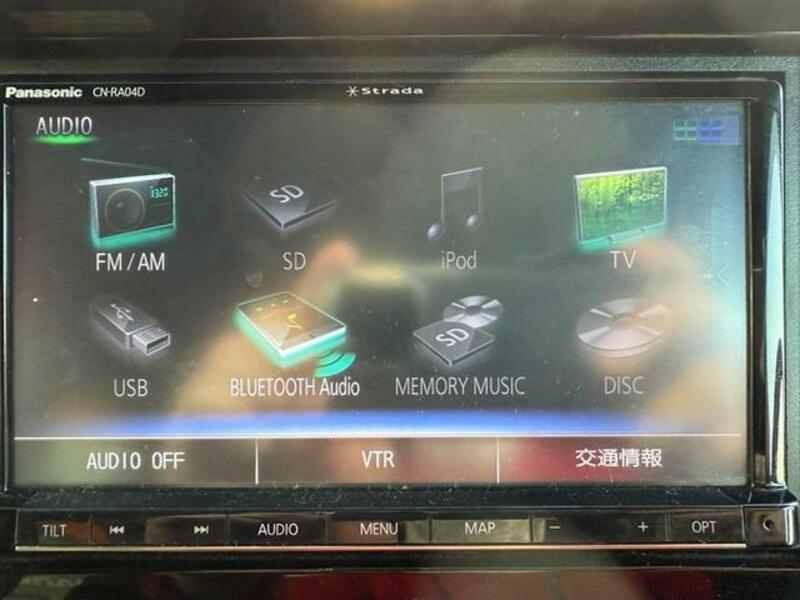 Panasonic CN-RA04D Strada
AUDIO
1320
FM/AM SD iPod TV
SD
USB BLUETOOTH Audio MEMORY MUSIC DISC
SD
AUDIO OFF VTR 交通情報
TILT AUDIO MENU MAP − + OPT